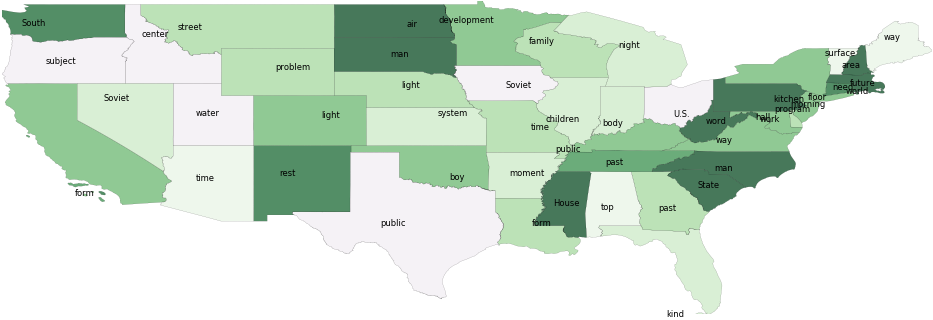 South
street
air
development
center
family
night
way
subject
man
surface
area
problem
light
Soviet
future
need
world
Soviet
kitchen
floor
morning
water
light
system
children
body
U.S.
program
hall
work
time
word
public
way
time
rest
boy
moment
past
man
form
House
State
top
past
public
form
kind